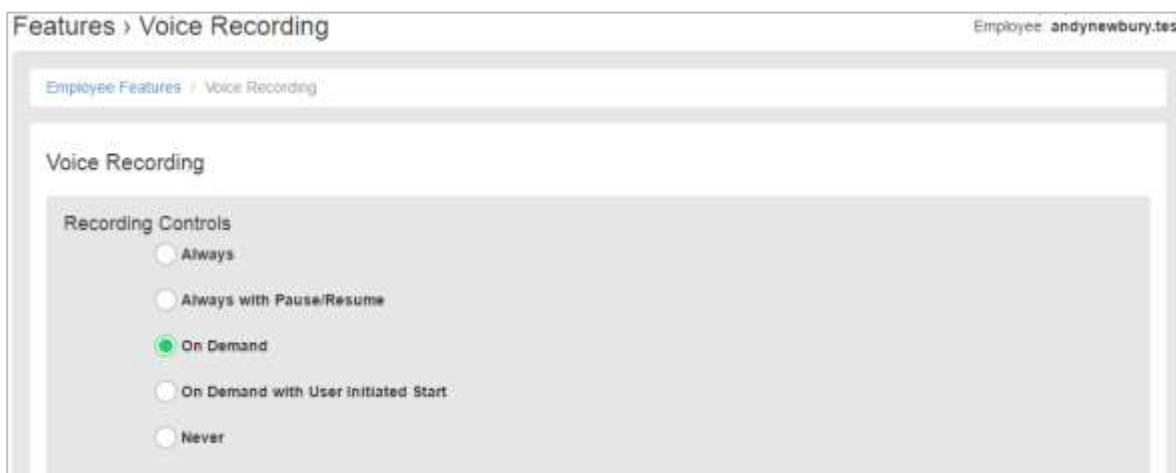 Features › Voice Recording
Employee: andynewbury.tes
Employee Features / Voice Recording
Voice Recording
Recording Controls
Always
Always with Pause/Resume
On Demand
On Demand with User Initiated Start
Never